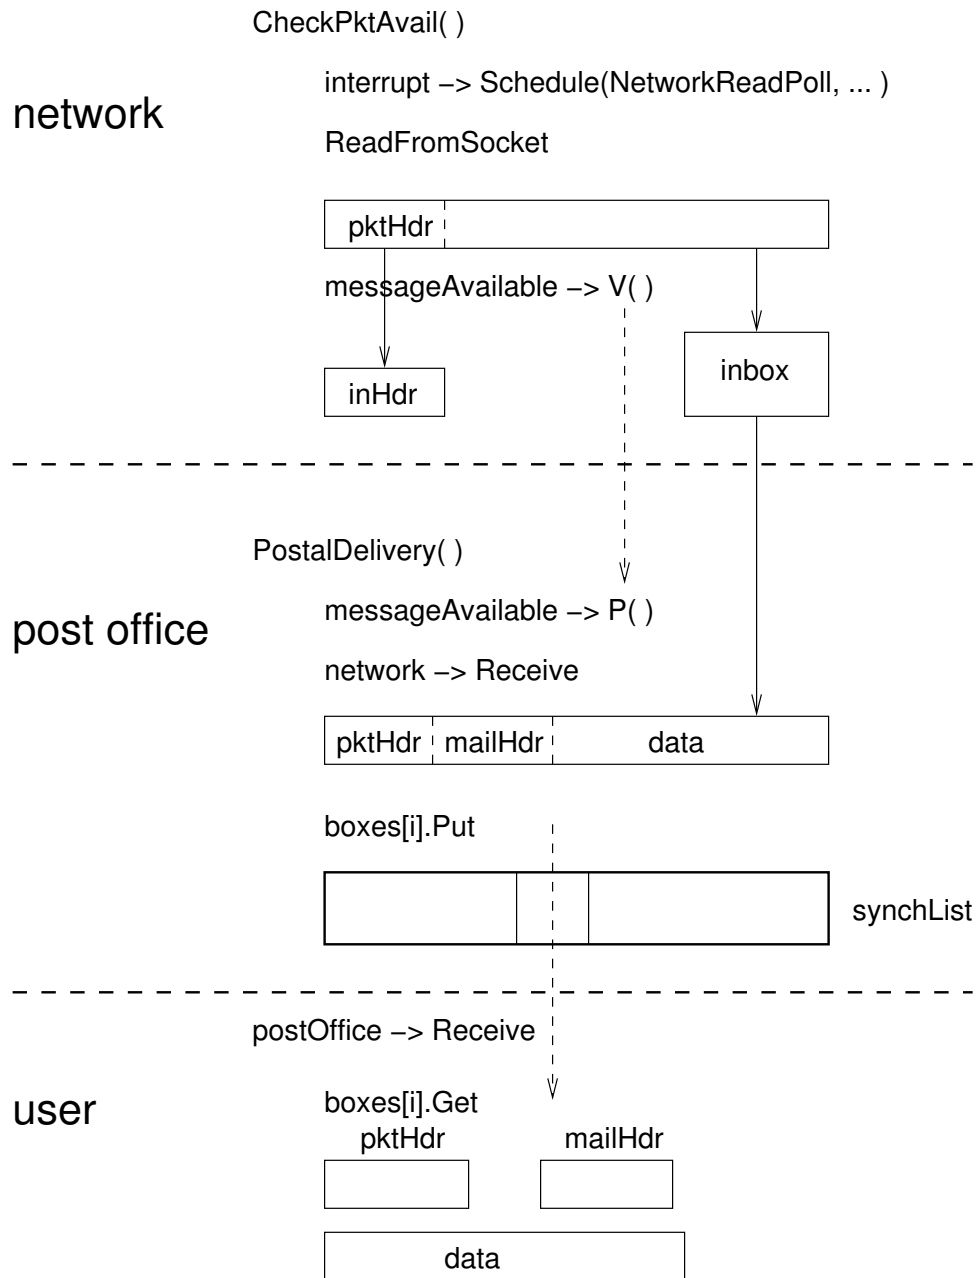 CheckPktAvail( )
interrupt −> Schedule(NetworkReadPoll, ... )
network
ReadFromSocket
pktHdr
messageAvailable −> V( )
inbox
inHdr
PostalDelivery( )
messageAvailable −> P( )
post office
network −> Receive
pktHdr mailHdr data
boxes[i].Put
synchList
postOffice −> Receive
user
boxes[i].Get
pktHdr mailHdr
data